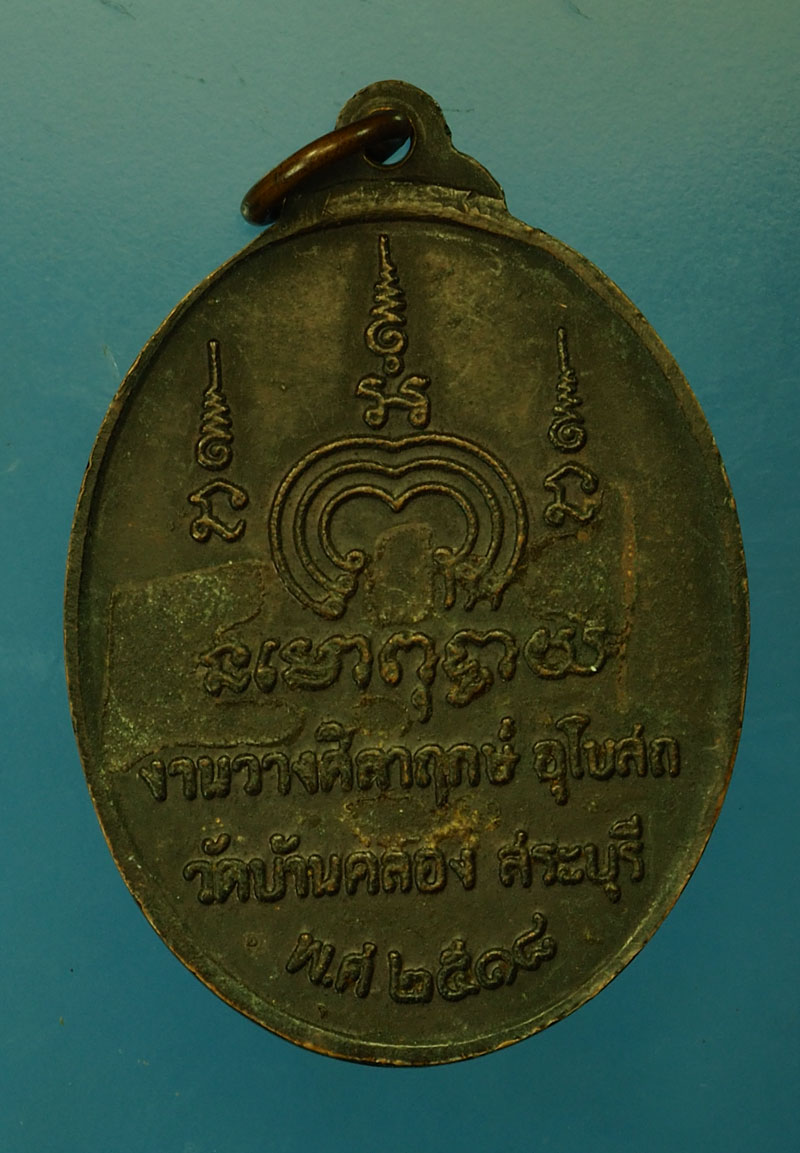 งานวางศิลาฤกษ์ อุโบสถ
วัดบ้านคลอง สระบุรี
พ.ศ ๒๕๑๘